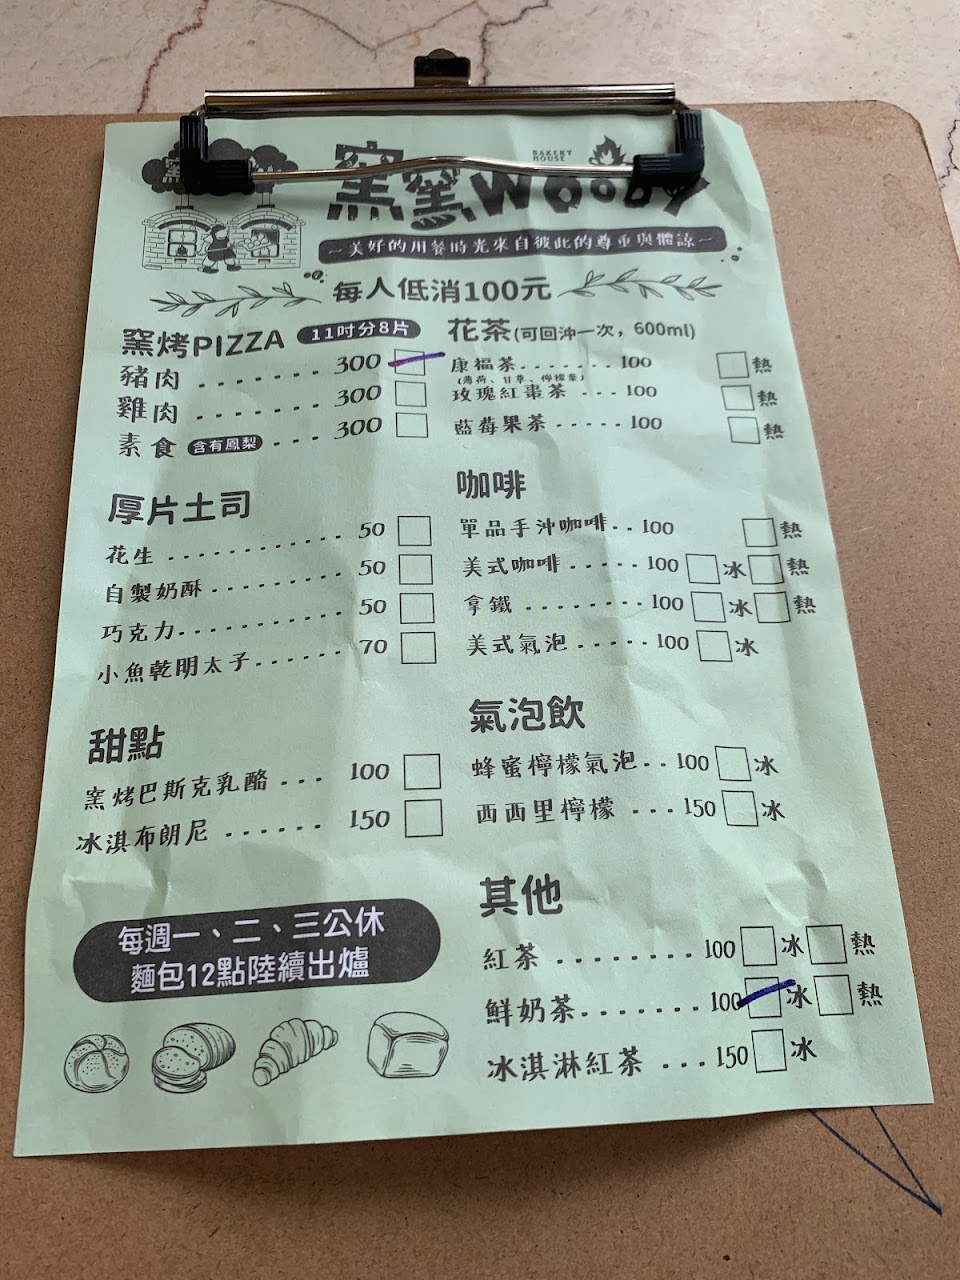 BAKERY
HOUSE
窯窯WOODY
～美好的用餐時光來自彼此的尊重與體諒～
每人低消100元
窯烤PIZZA 11吋分8片
豬肉 ....... 300
雞肉 ....... 300
素食 含有鳳梨 .... 300
厚片土司
花生 ............. 50
自製奶酥 .......... 50
巧克力............ 50
小魚乾明太子....... 70
甜點
窯烤巴斯克乳酪 ... 100
冰淇布朗尼 ...... 150
每週一、二、三公休
麵包12點陸續出爐
花茶(可回沖一次，600ml)
康福茶........100 熱
(薄荷、甘草、檸檬葉)
玫瑰紅棗茶 ...100 熱
藍莓果茶 .....100 熱
咖啡
單品手沖咖啡..100 熱
美式咖啡 .....100 冰 熱
拿鐵 ........100 冰 熱
美式氣泡 .....100 冰
氣泡飲
蜂蜜檸檬氣泡..100 冰
西西里檸檬 ...150 冰
其他
紅茶 ........100 冰 熱
鮮奶茶.......100 冰 熱
冰淇淋紅茶 ...150 冰